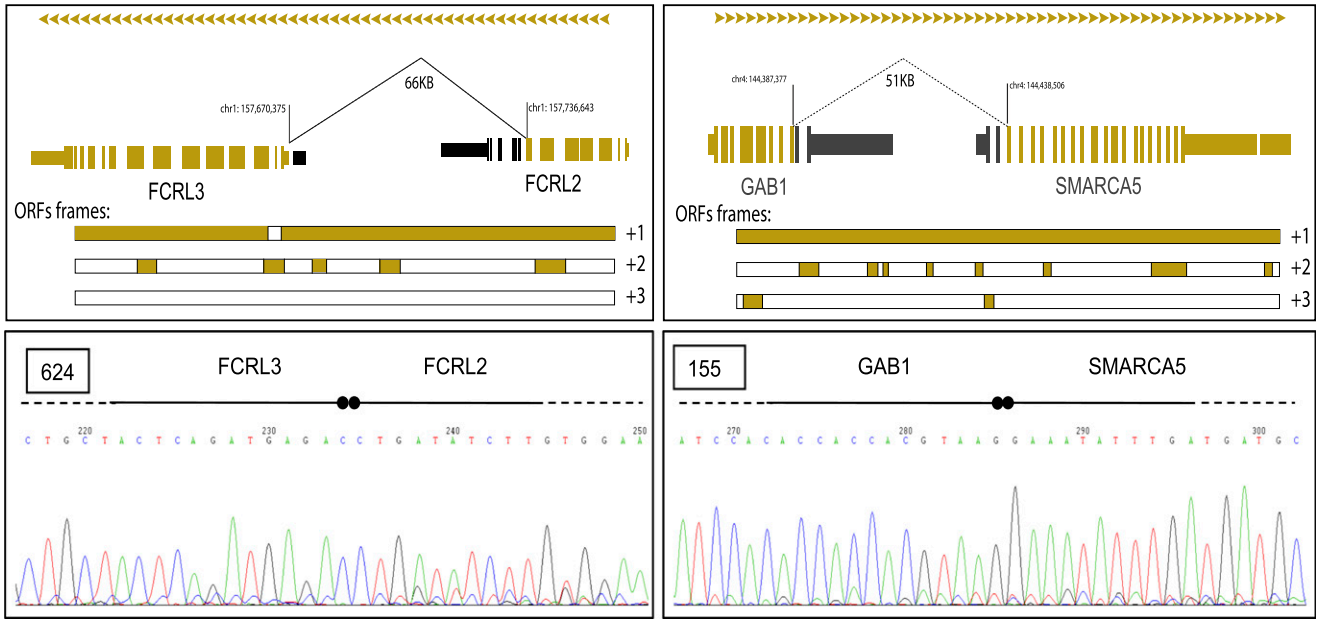 66KB
chr1: 157,670,375
chr1: 157,736,643
FCRL3
FCRL2
ORFs frames:
+1
+2
+3
51KB
chr4: 144,387,377
chr4: 144,438,506
GAB1
SMARCA5
ORFs frames:
+1
+2
+3
624
FCRL3
FCRL2
220 230 240 250
C T G C T A C T C A G A T G A G A C C T G A T A T C T T G T G G A A
155
GAB1
SMARCA5
270 280 290 300
A T C C A C A C C A C C A C G T A A G G A A A T A T T T G A T G A T G C